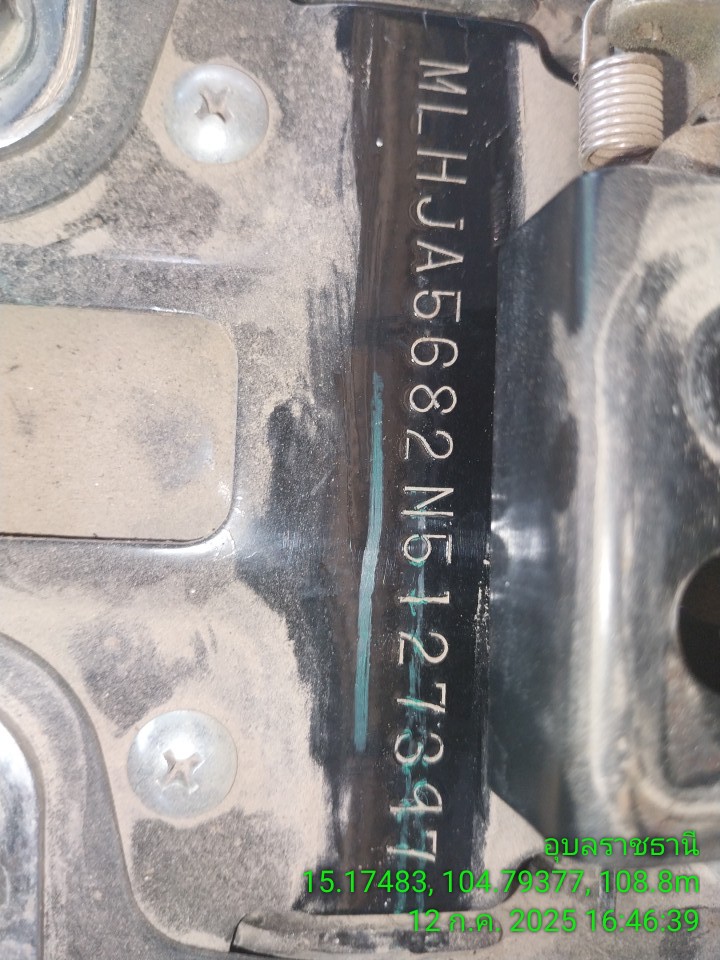 MLHJA5682N5127397
อุบลราชธานี
15.17483, 104.79377, 108.8m
12 ก.ค. 2025 16:46:39